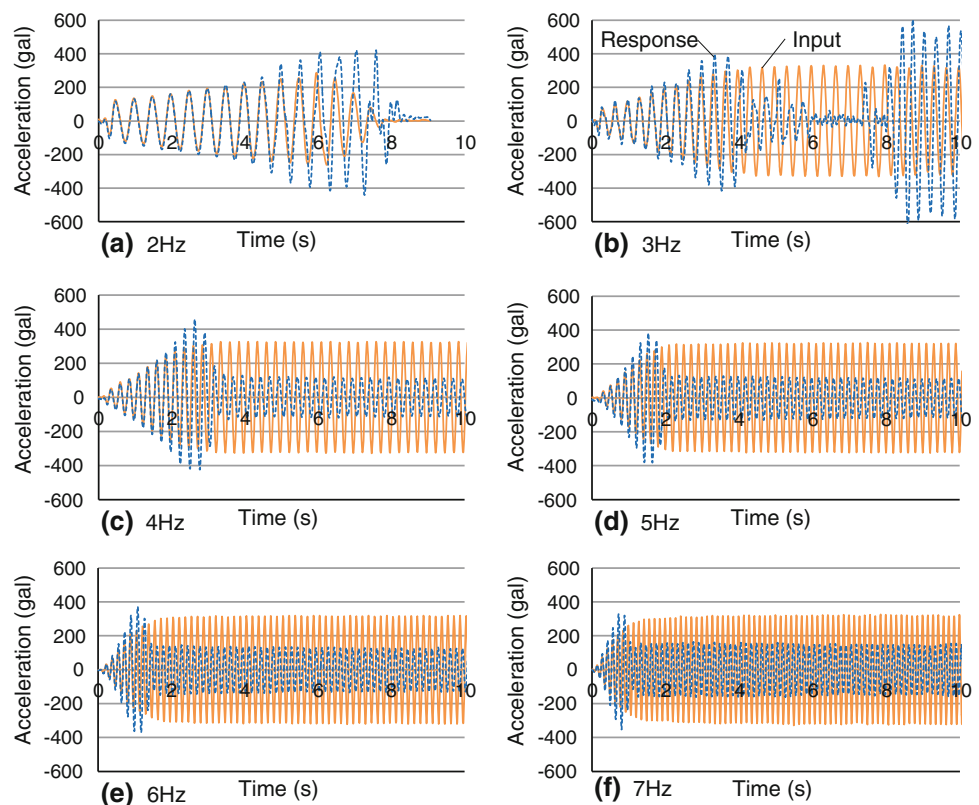 600
400
200
0
-200
-400
-600
0 2 4 6 8 10
Acceleration (gal)
Time (s)
(a) 2Hz
600
400
200
0
-200
-400
-600
0 2 4 6 8 10
Acceleration (gal)
Response Input
Time (s)
(b) 3Hz
600
400
200
0
-200
-400
-600
0 2 4 6 8 10
Acceleration (gal)
Time (s)
(c) 4Hz
600
400
200
0
-200
-400
-600
0 2 4 6 8 10
Acceleration (gal)
Time (s)
(d) 5Hz
600
400
200
0
-200
-400
-600
0 2 4 6 8 10
Acceleration (gal)
Time (s)
(e) 6Hz
600
400
200
0
-200
-400
-600
0 2 4 6 8 10
Acceleration (gal)
Time (s)
(f) 7Hz